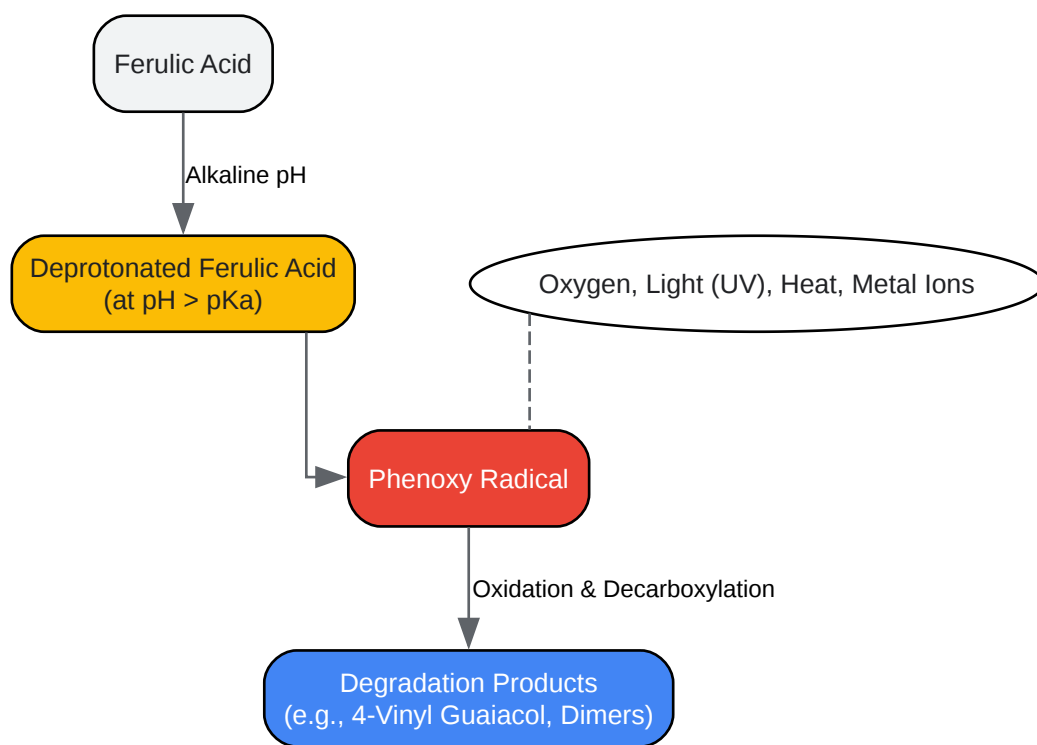 Ferulic Acid
Alkaline pH
Deprotonated Ferulic Acid
(at pH > pKa)
Oxygen, Light (UV), Heat, Metal Ions
Phenoxy Radical
Oxidation & Decarboxylation
Degradation Products
(e.g., 4-Vinyl Guaiacol, Dimers)